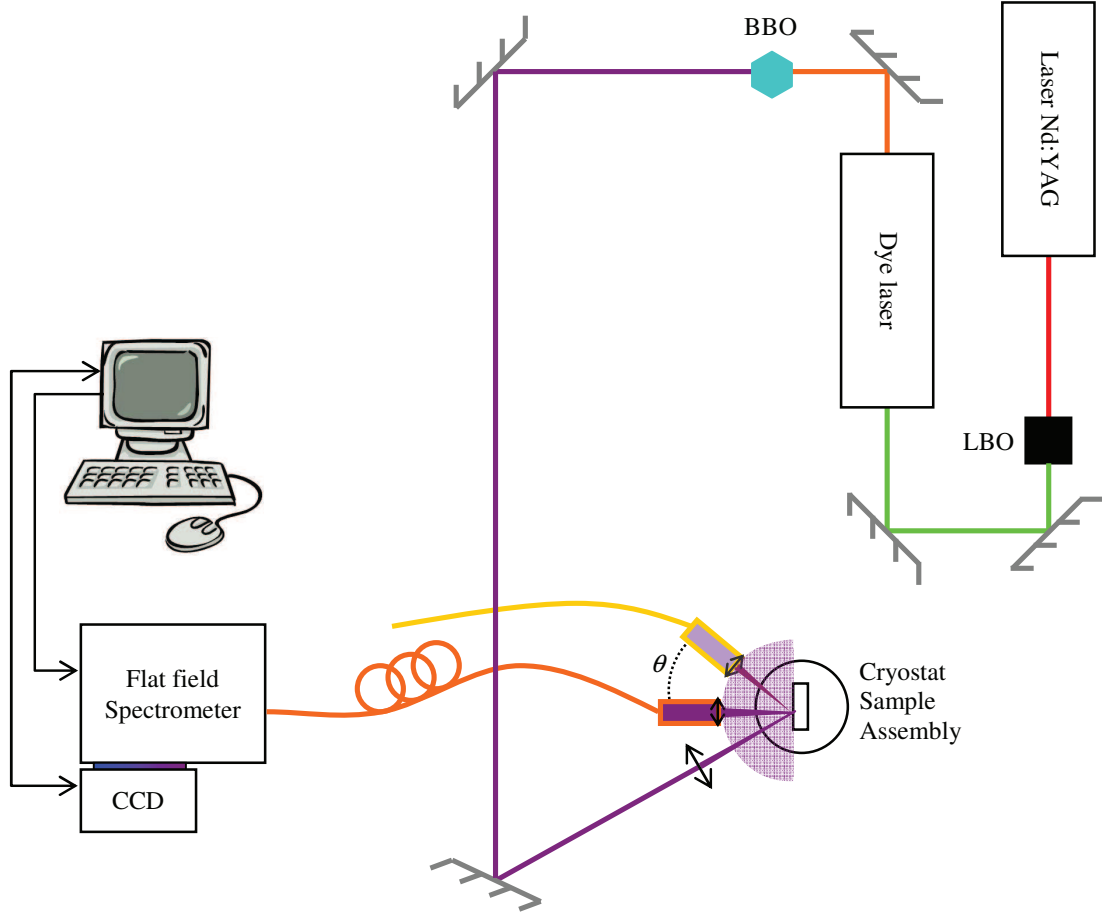 BBO
Laser Nd:YAG
Dye laser
LBO
θ
Cryostat
Sample
Assembly
Flat field
Spectrometer
CCD